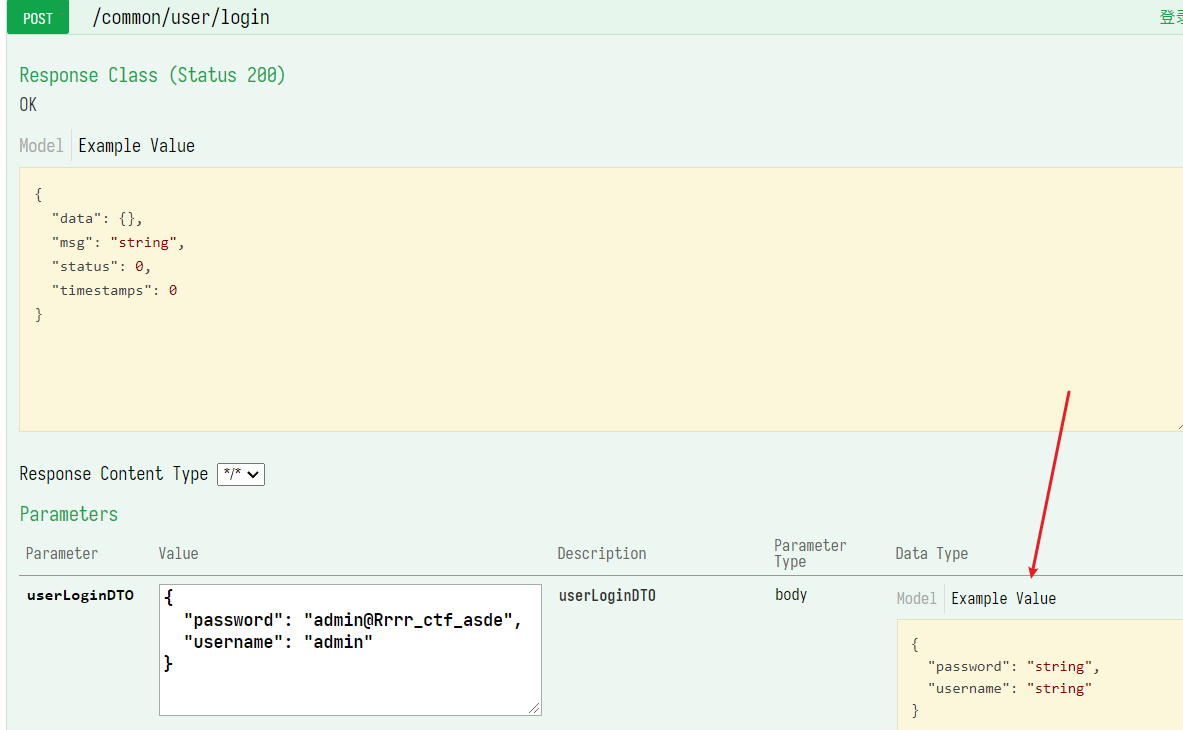 POST /common/user/login 登录
Response Class (Status 200)
OK
Model Example Value
{
  "data": {},
  "msg": "string",
  "status": 0,
  "timestamps": 0
}
Response Content Type */*
Parameters
Parameter Value Description Parameter Type Data Type
userLoginDTO
{
  "password": "admin@Rrrr_ctf_asde",
  "username": "admin"
}
userLoginDTO
body
Model Example Value
{
  "password": "string",
  "username": "string"
}